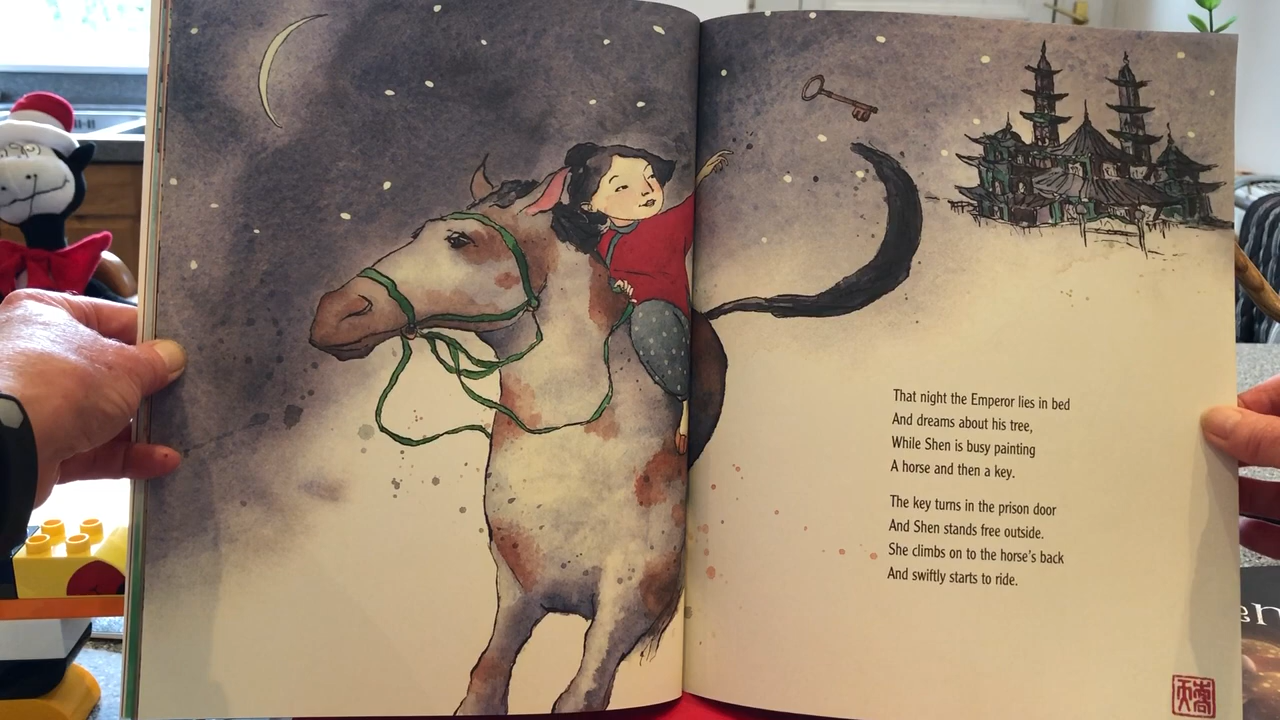 That night the Emperor lies in bed
And dreams about his tree,
While Shen is busy painting
A horse and then a key.
The key turns in the prison door
And Shen stands free outside.
She climbs on to the horse's back
And swiftly starts to ride.